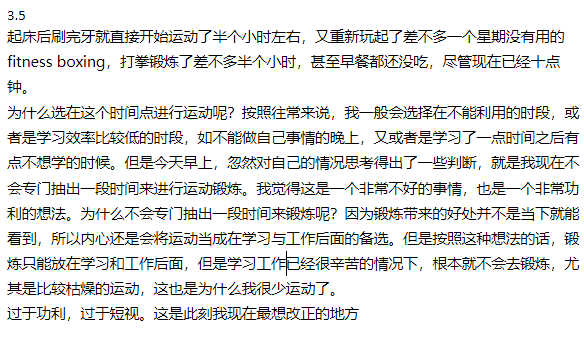 3.5
起床后刷完牙就直接开始运动了半个小时左右，又重新玩起了差不多一个星期没有用的
fitness boxing，打拳锻炼了差不多半个小时，甚至早餐都还没吃，尽管现在已经十点
钟。
为什么选在这个时间点进行运动呢？按照往常来说，我一般会选择在不能利用的时段，或
者是学习效率比较低的时段，如不能做自己事情的晚上，又或者是学习了一点时间之后有
点不想学的时候。但是今天早上，忽然对自己的情况思考得出了一些判断，就是我现在不
会专门抽出一段时间来进行运动锻炼。我觉得这是一个非常不好的事情，也是一个非常功
利的想法。为什么不会专门抽出一段时间来锻炼呢？因为锻炼带来的好处并不是当下就能
看到，所以内心还是会将运动当成在学习与工作后面的备选。但是按照这种想法的话，锻
炼只能放在学习和工作后面，但是学习工作已经很辛苦的情况下，根本就不会去锻炼，尤
其是比较枯燥的运动，这也是为什么我很少运动了。
过于功利，过于短视。这是此刻我现在最想改正的地方